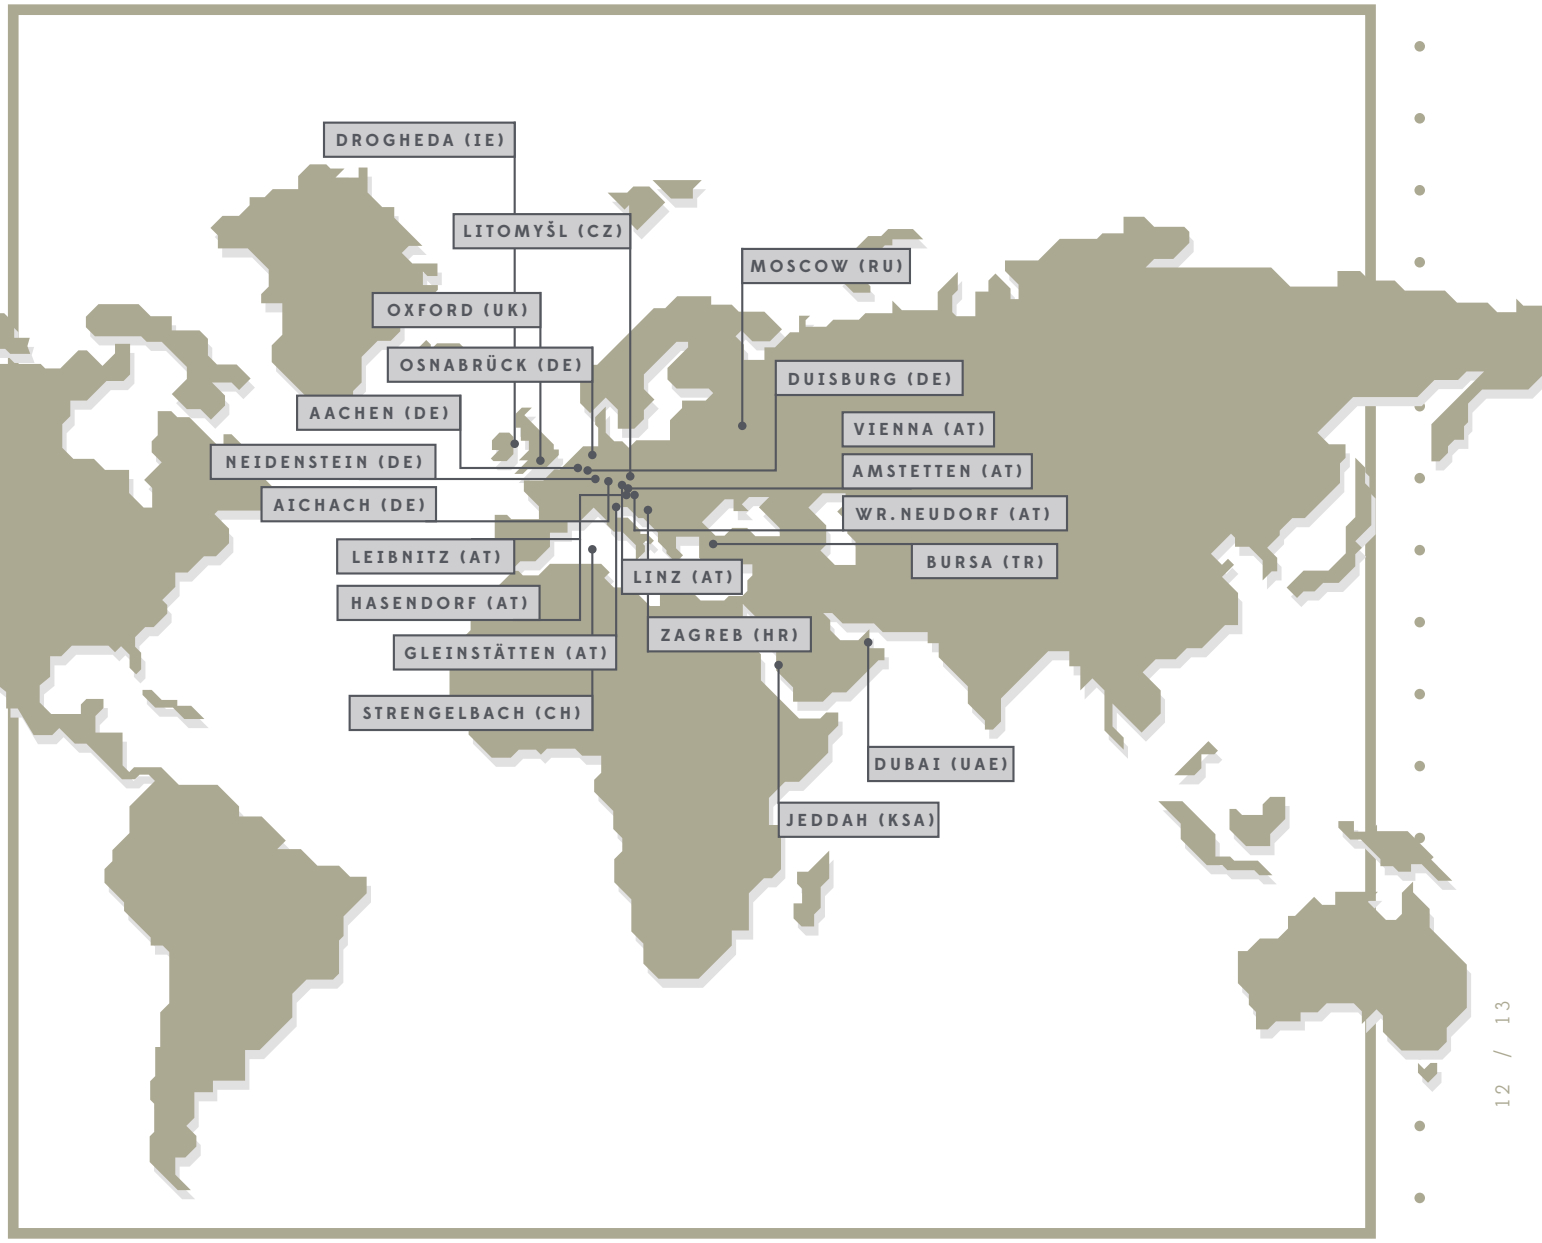 DROGHEDA (IE)
LITOMYŠL (CZ)
MOSCOW (RU)
OXFORD (UK)
OSNABRÜCK (DE)
DUISBURG (DE)
AACHEN (DE)
VIENNA (AT)
NEIDENSTEIN (DE)
AMSTETTEN (AT)
AICHACH (DE)
WR.NEUDORF (AT)
LEIBNITZ (AT)
BURSA (TR)
LINZ (AT)
HASENDORF (AT)
ZAGREB (HR)
GLEINSTÄTTEN (AT)
STRENGELBACH (CH)
DUBAI (UAE)
JEDDAH (KSA)
12 / 13